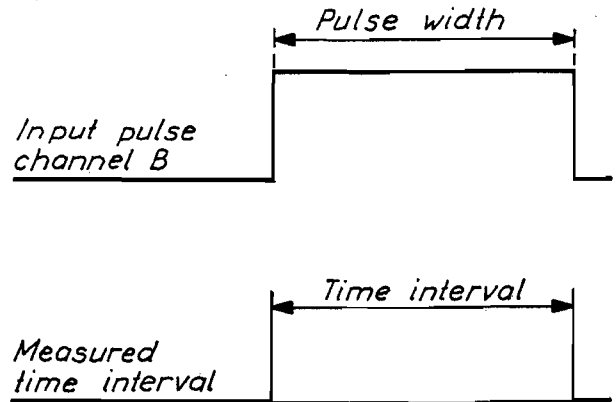 Pulse width
Input pulse
channel B
Time interval
Measured
time interval